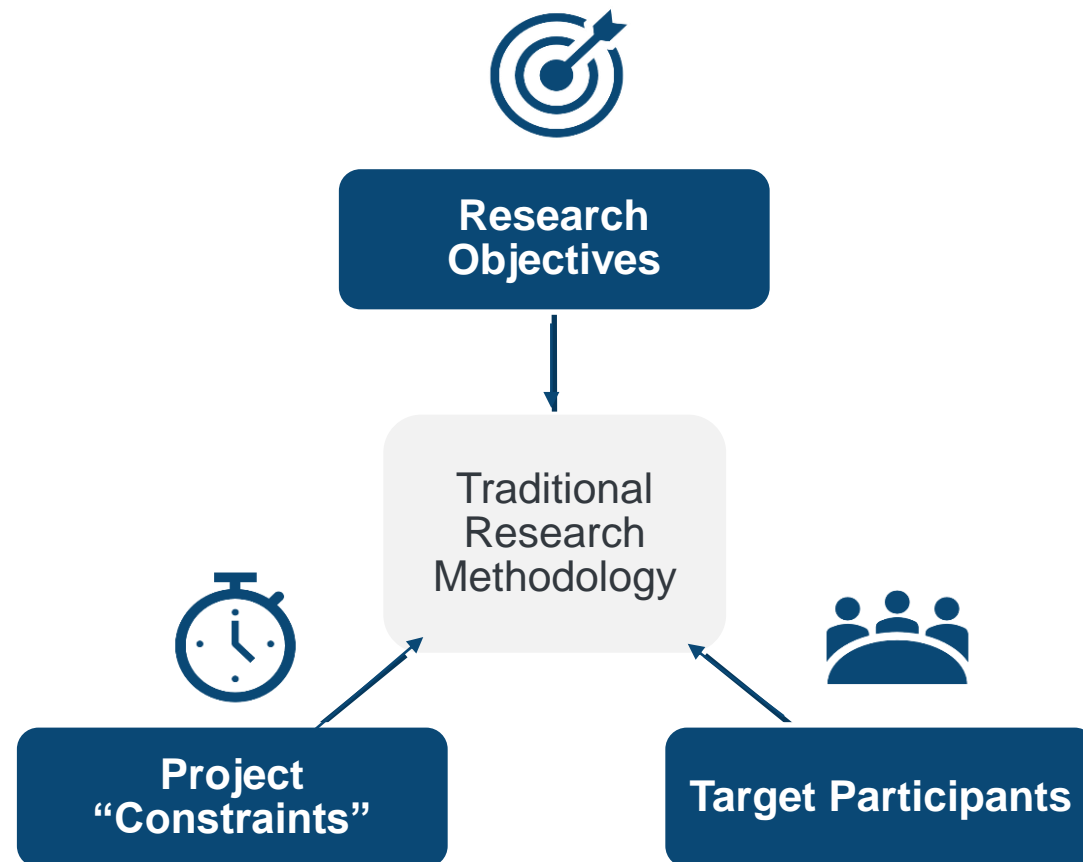 Research
Objectives
Traditional
Research
Methodology
Project
“Constraints”
Target Participants